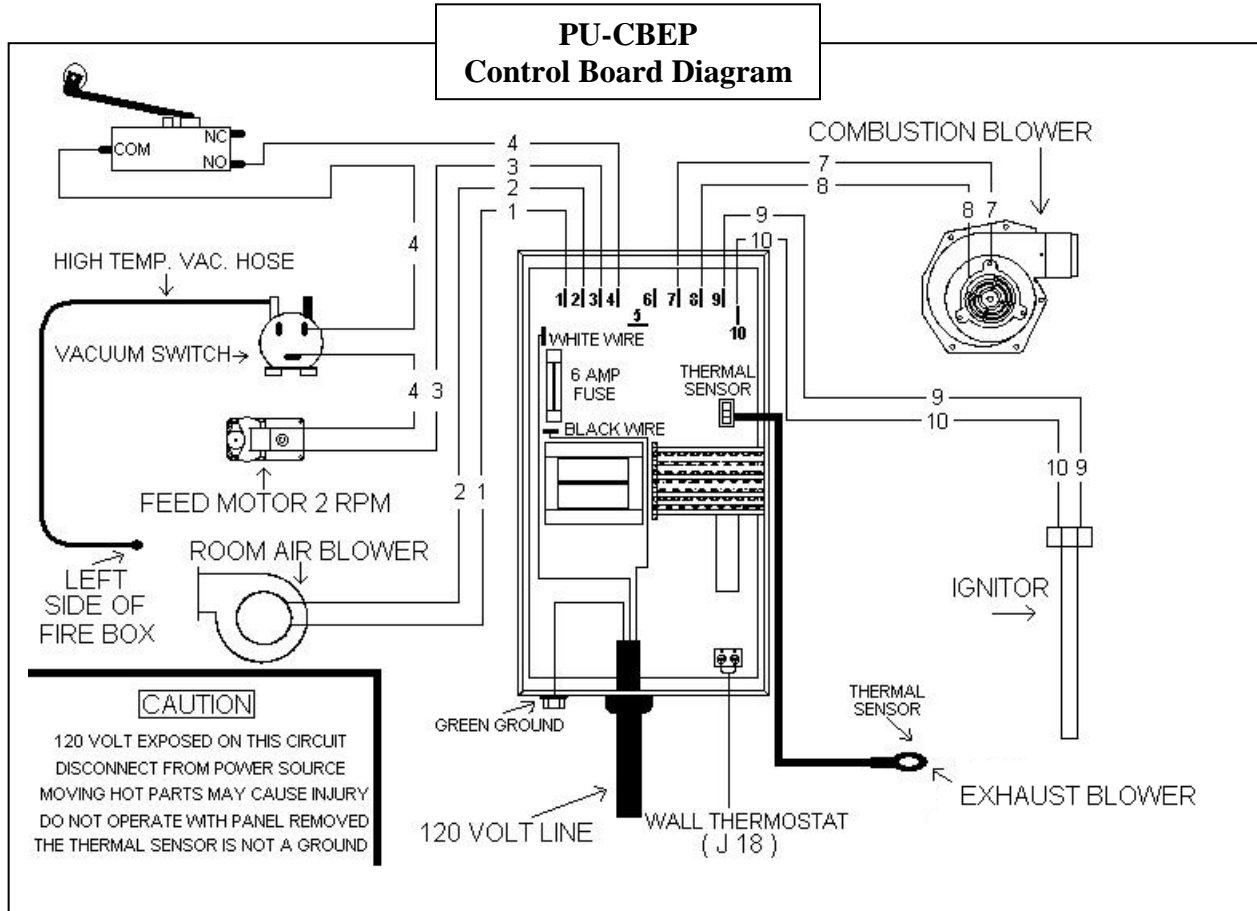 PU-CBEP
Control Board Diagram
NC
COM
NO
4
3
2
1
7
8
9
10
COMBUSTION BLOWER
8 7
4
HIGH TEMP. VAC. HOSE
VACUUM SWITCH
1 2 3 4 6 7 8 9
5
10
WHITE WIRE
6 AMP
FUSE
BLACK WIRE
THERMAL
SENSOR
4 3
9
10
10 9
FEED MOTOR 2 RPM
2 1
ROOM AIR BLOWER
LEFT
SIDE OF
FIRE BOX
IGNITOR
CAUTION
120 VOLT EXPOSED ON THIS CIRCUIT
DISCONNECT FROM POWER SOURCE
MOVING HOT PARTS MAY CAUSE INJURY
DO NOT OPERATE WITH PANEL REMOVED
THE THERMAL SENSOR IS NOT A GROUND
GREEN GROUND
120 VOLT LINE
WALL THERMOSTAT
( J 18 )
THERMAL
SENSOR
EXHAUST BLOWER